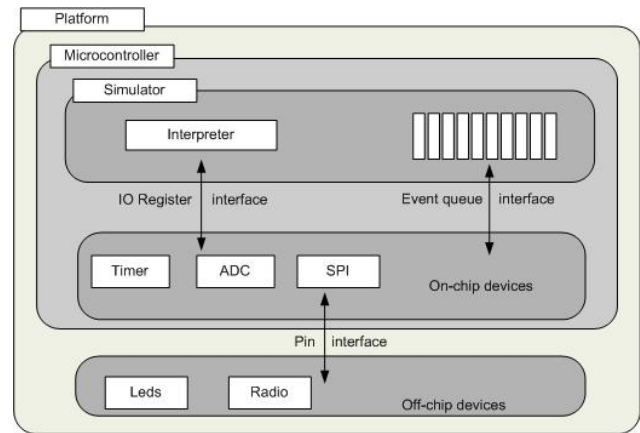 Platform
Microcontroller
Simulator
Interpreter
IO Register interface
Event queue interface
Timer ADC SPI
On-chip devices
Pin interface
Leds Radio
Off-chip devices